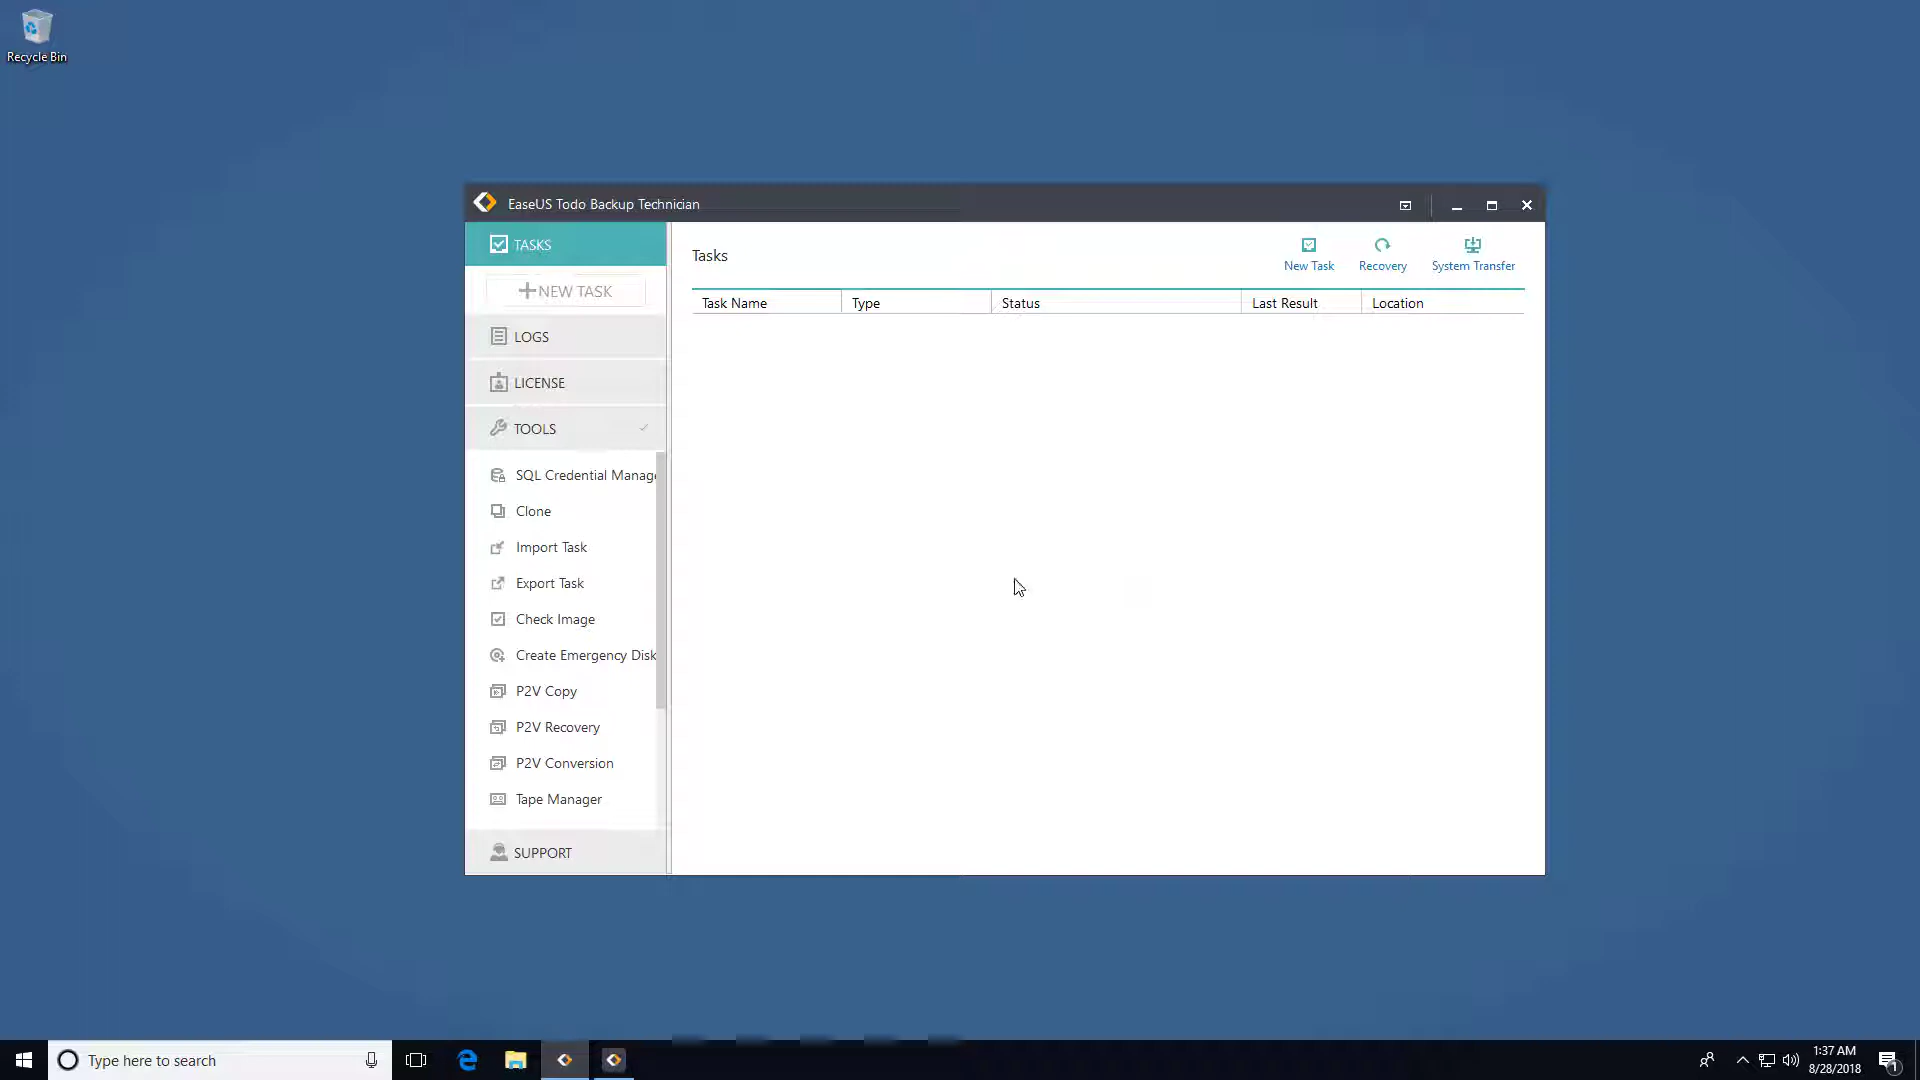 Recycle Bin
EaseUS Todo Backup Technician
TASKS
NEW TASK
LOGS
LICENSE
TOOLS
SQL Credential Manage
Clone
Import Task
Export Task
Check Image
Create Emergency Disk
P2V Copy
P2V Recovery
P2V Conversion
Tape Manager
SUPPORT
Tasks
New Task
Recovery
System Transfer
Task Name
Type
Status
Last Result
Location
Type here to search
1:37 AM
8/28/2018
1